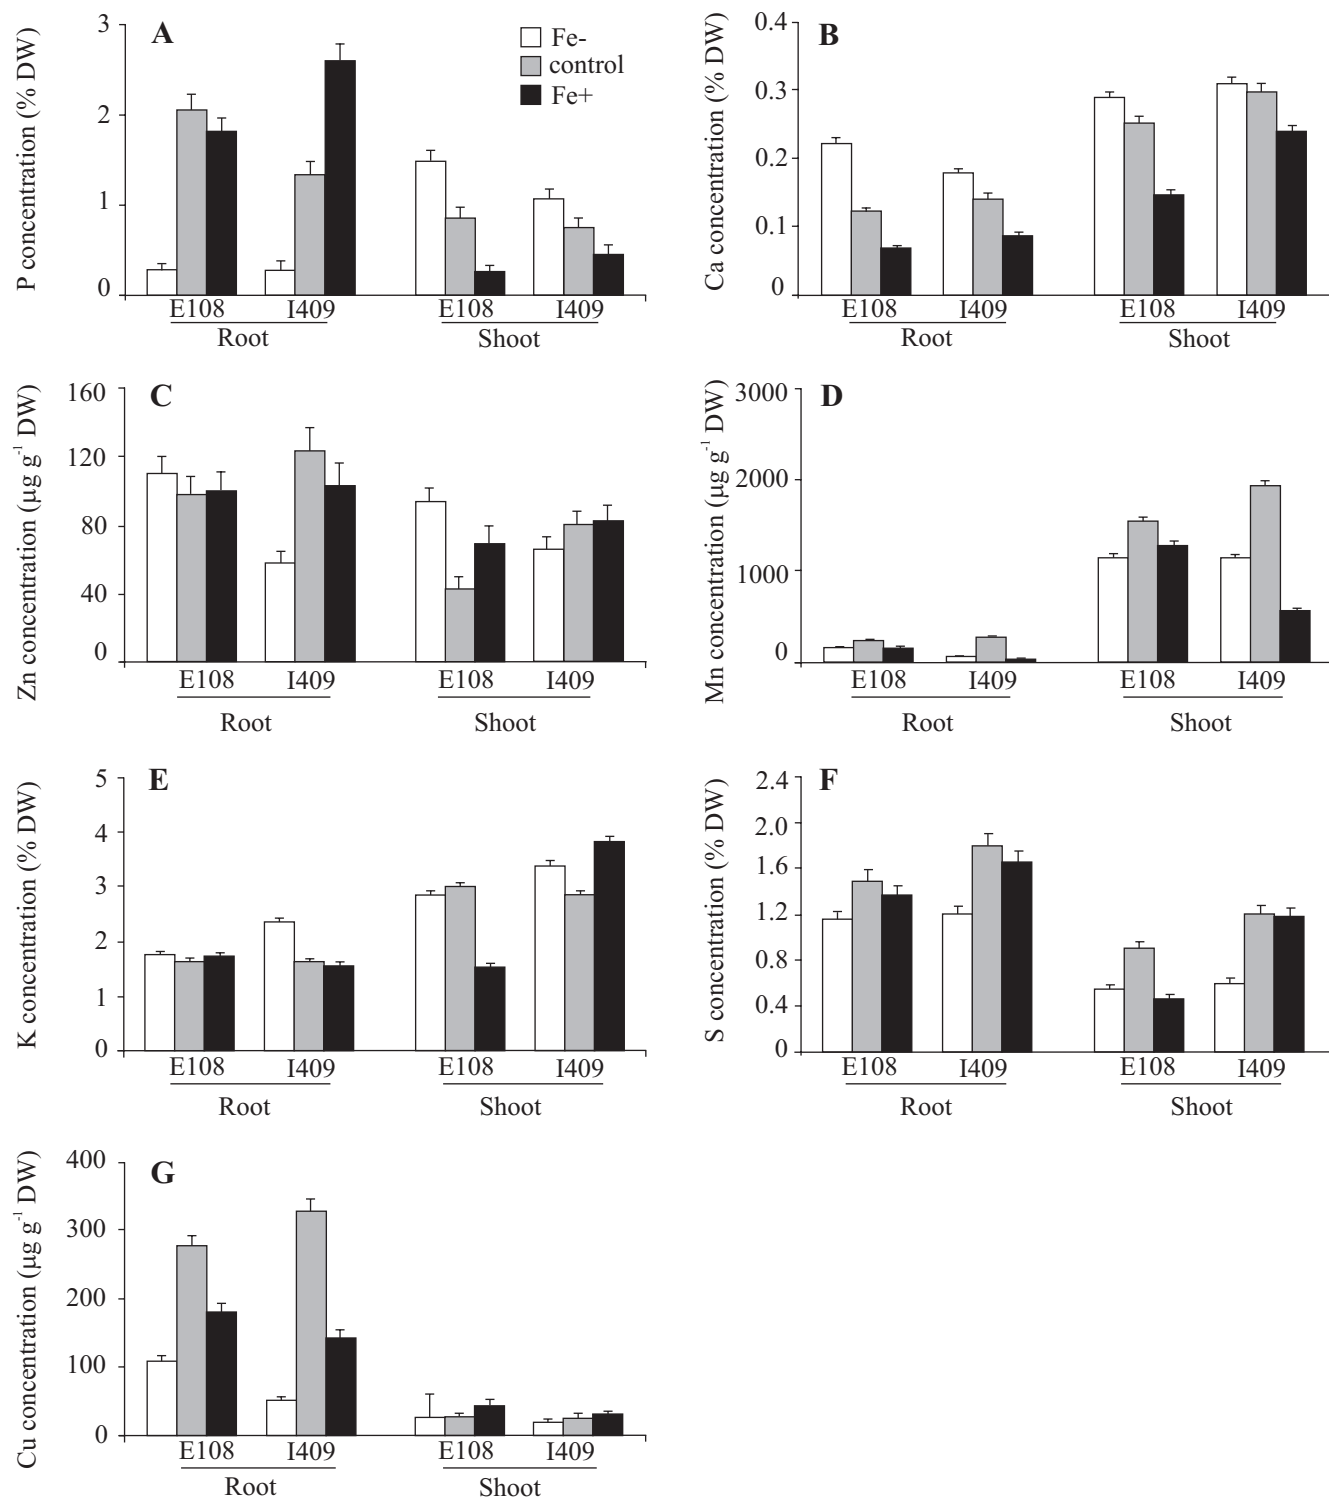 P concentration (% DW)
3
2
1
0
A
Fe-
control
Fe+
E108 I409 E108 I409
Root Shoot
Ca concentration (% DW)
0.4
0.3
0.2
0.1
0
B
E108 I409 E108 I409
Root Shoot
Zn concentration (µg g⁻¹ DW)
160
120
80
40
0
C
E108 I409 E108 I409
Root Shoot
Mn concentration (µg g⁻¹ DW)
3000
2000
1000
0
D
E108 I409 E108 I409
Root Shoot
K concentration (% DW)
5
4
3
2
1
0
E
E108 I409 E108 I409
Root Shoot
S concentration (% DW)
2.4
2.0
1.6
1.2
0.8
0.4
0
F
E108 I409 E108 I409
Root Shoot
Cu concentration (µg g⁻¹ DW)
400
300
200
100
0
G
E108 I409 E108 I409
Root Shoot